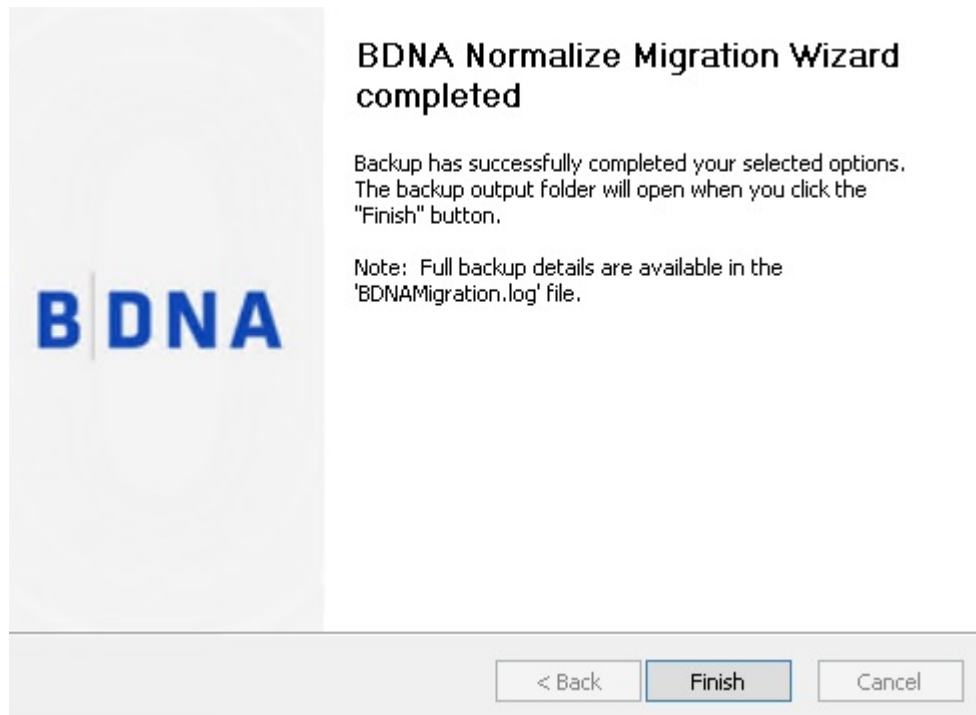 BDNA Normalize Migration Wizard
completed
Backup has successfully completed your selected options.
The backup output folder will open when you click the
"Finish" button.
Note:  Full backup details are available in the
'BDNAMigration.log' file.
BDNA
< Back
Finish
Cancel